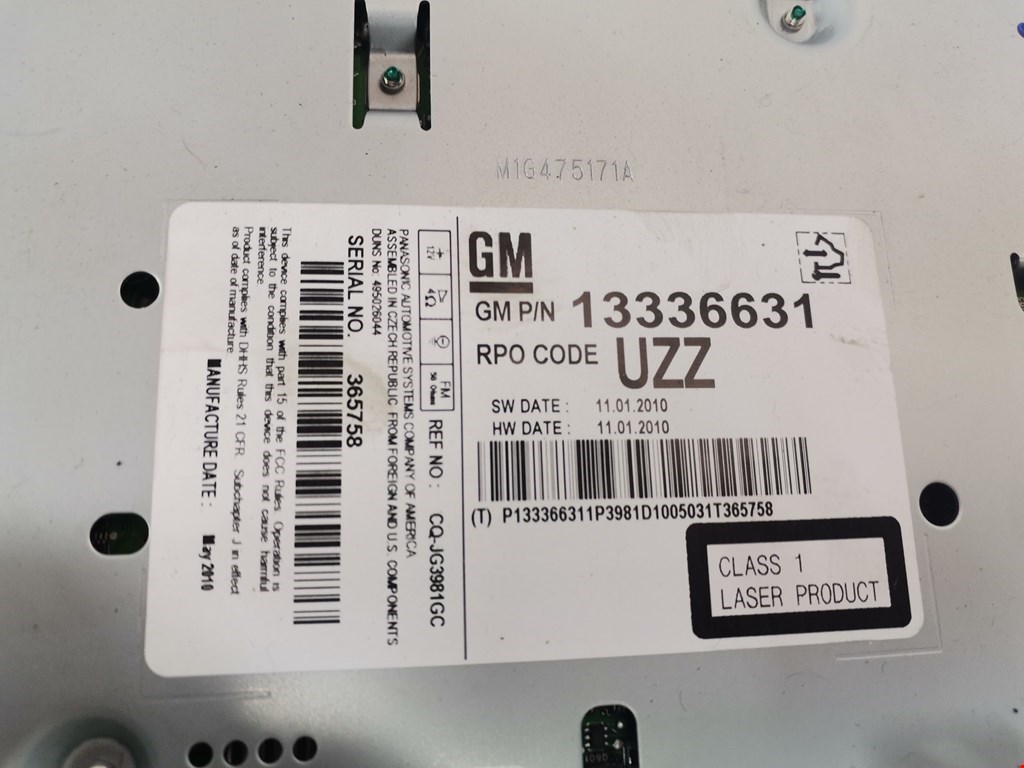 M1G475171A
GM
GM P/N 13336631
RPO CODE UZZ
SW DATE : 11.01.2010
HW DATE : 11.01.2010
(T) P133366311P3981D1005031T365758
CLASS 1
LASER PRODUCT
+ 12V
4Ω
FM 50 Ohms
REF NO : CQ-JG3981GC
PANASONIC AUTOMOTIVE SYSTEMS COMPANY OF AMERICA
ASSEMBLED IN CZECH REPUBLIC FROM FOREIGN AND U.S. COMPONENTS
DUNS No: 495026044
SERIAL NO. 365758
This device complies with part 15 of the FCC Rules. Operation is
subject to the condition that this device does not cause harmful
interference.
Product complies with DHHS Rules 21 CFR, Subchapter J in effect
as of date of manufacture.
MANUFACTURE DATE : May 2010